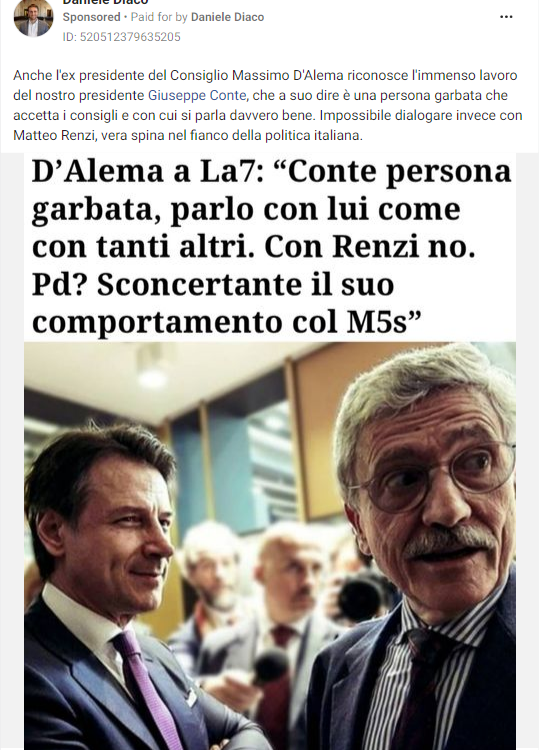 Daniele Diaco
Sponsored • Paid for by Daniele Diaco
ID: 520512379635205
Anche l'ex presidente del Consiglio Massimo D'Alema riconosce l'immenso lavoro
del nostro presidente Giuseppe Conte, che a suo dire è una persona garbata che
accetta i consigli e con cui si parla davvero bene. Impossibile dialogare invece con
Matteo Renzi, vera spina nel fianco della politica italiana.
D’Alema a La7: “Conte persona
garbata, parlo con lui come
con tanti altri. Con Renzi no.
Pd? Sconcertante il suo
comportamento col M5s”